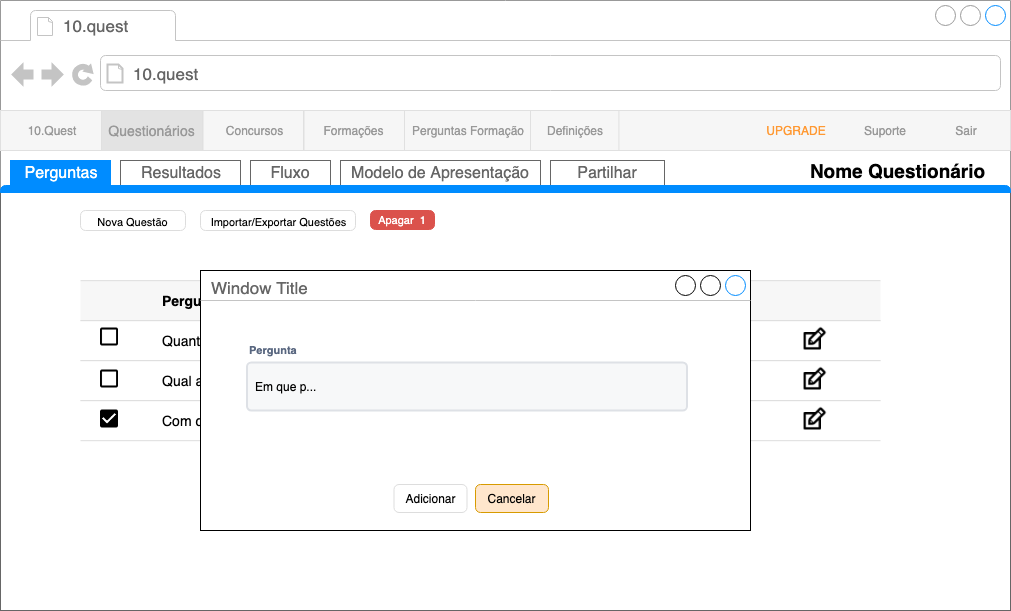 10.quest
10.quest
10.Quest Questionários Concursos Formações Perguntas Formação Definições UPGRADE Suporte Sair
Perguntas Resultados Fluxo Modelo de Apresentação Partilhar Nome Questionário
Nova Questão Importar/Exportar Questões Apagar 1
Window Title
Pergu
Quant
Qual a
Com
Pergunta
Em que p...
Adicionar Cancelar